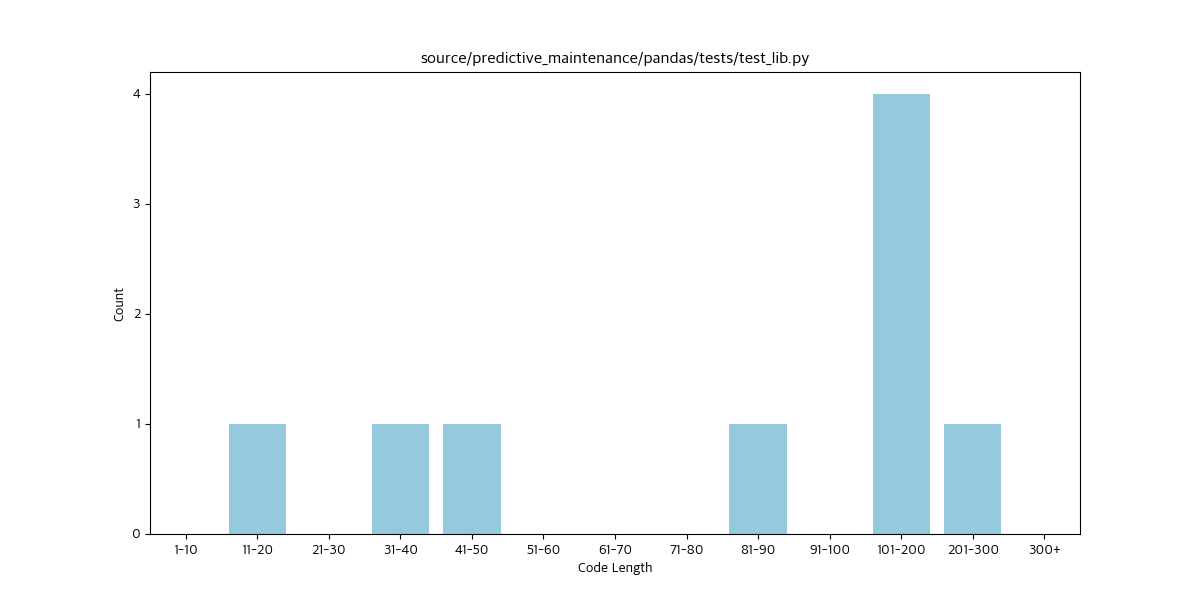 source/predictive_maintenance/pandas/tests/test_lib.py
Count
4
3
2
1
0
1-10 11-20 21-30 31-40 41-50 51-60 61-70 71-80 81-90 91-100 101-200 201-300 300+
Code Length